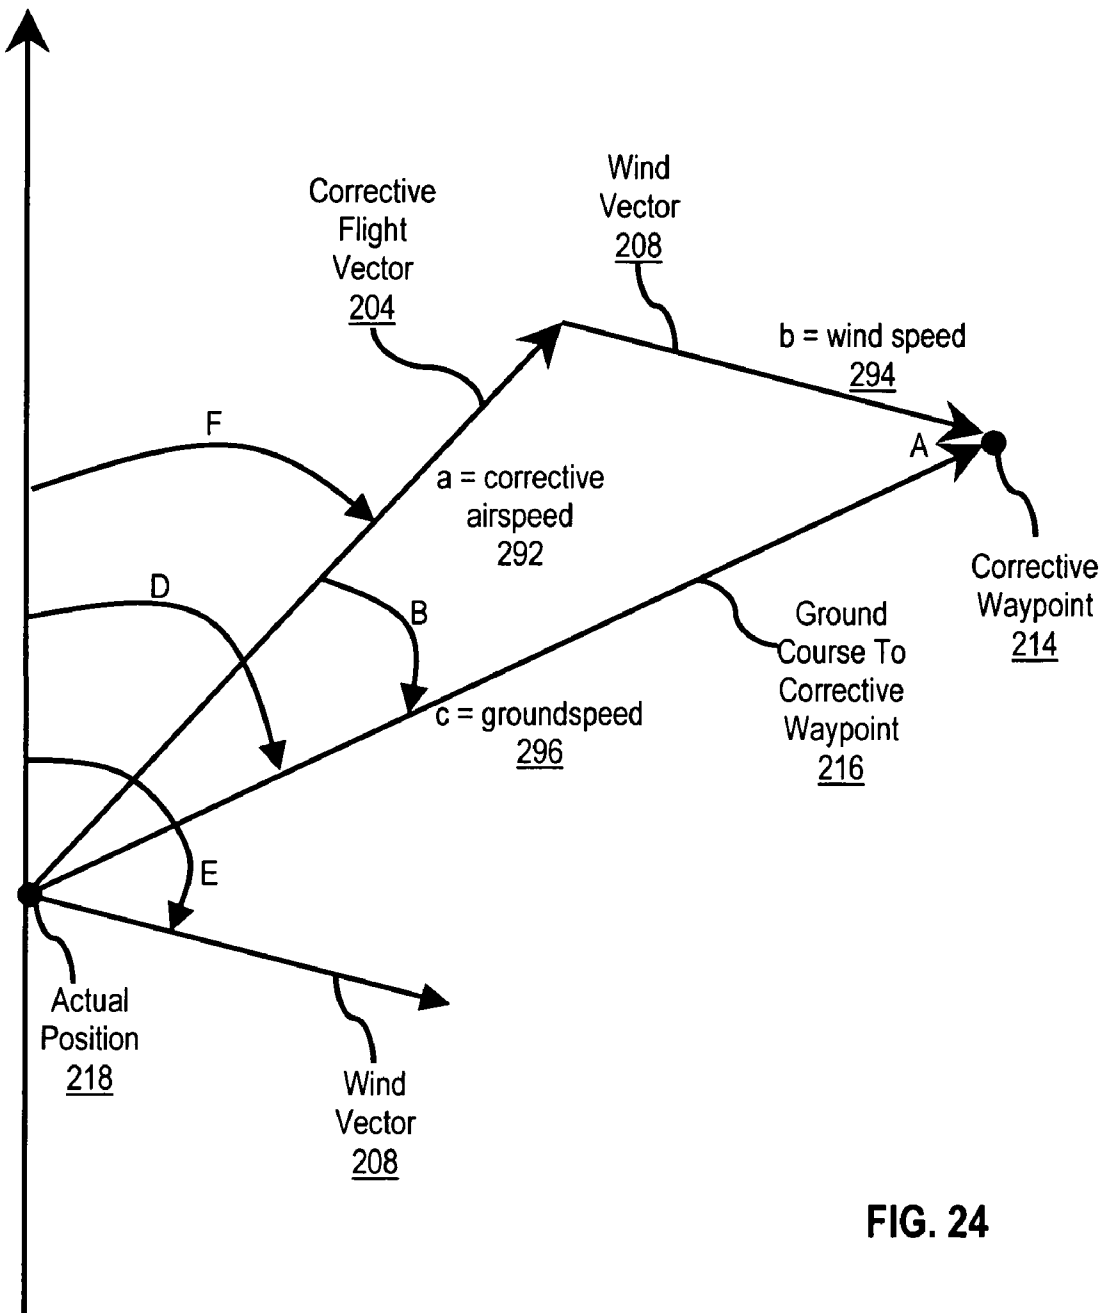 Wind
Vector
208
Corrective
Flight
Vector
204
b = wind speed
294
A
F
a = corrective
airspeed
292
Corrective
Waypoint
214
D
B
Ground
Course To
Corrective
Waypoint
216
c = groundspeed
296
E
Actual
Position
218
Wind
Vector
208
FIG. 24